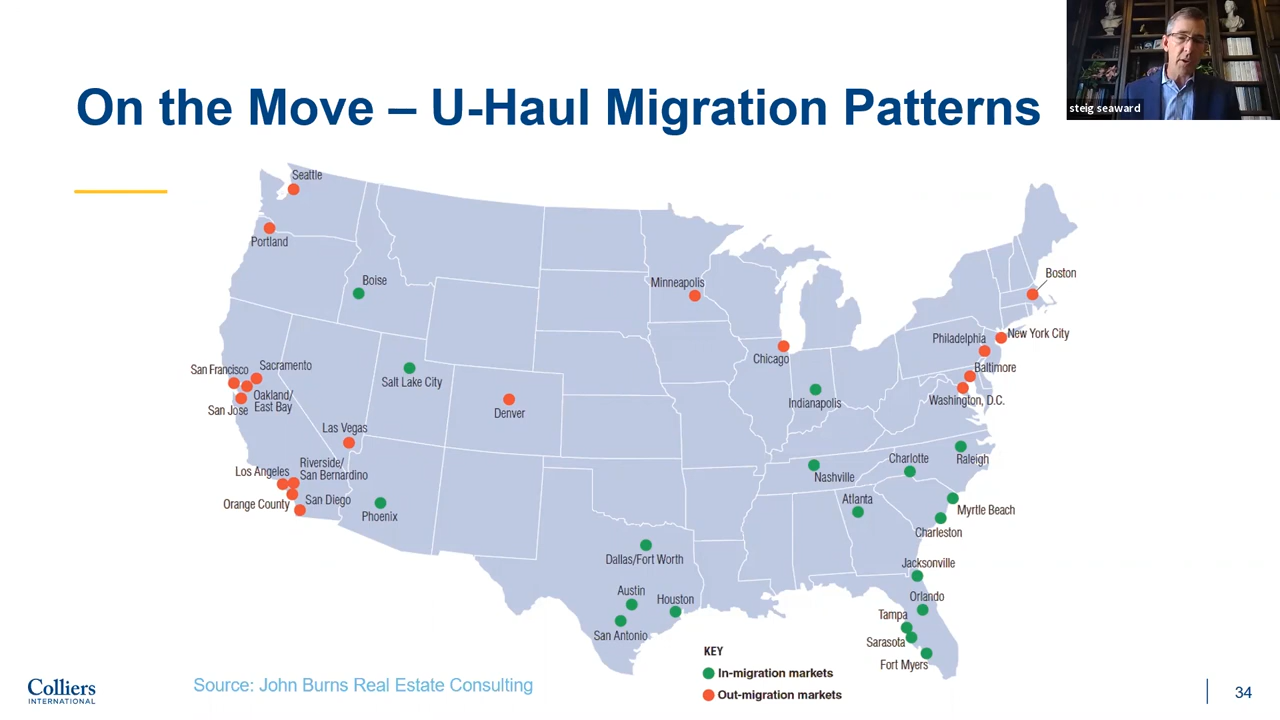 On the Move – U-Haul Migration Patterns
steig seaward
Seattle
Portland
Boise
Minneapolis
Boston
New York City
Philadelphia
Chicago
Baltimore
Washington, D.C.
San Francisco
Sacramento
Oakland/
East Bay
San Jose
Salt Lake City
Denver
Indianapolis
Las Vegas
Los Angeles
Riverside/
San Bernardino
Orange County
San Diego
Phoenix
Nashville
Charlotte
Raleigh
Atlanta
Myrtle Beach
Charleston
Dallas/Fort Worth
Jacksonville
Austin
Houston
San Antonio
Orlando
Tampa
Sarasota
Fort Myers
KEY
In-migration markets
Out-migration markets
Source: John Burns Real Estate Consulting
Colliers
INTERNATIONAL
34